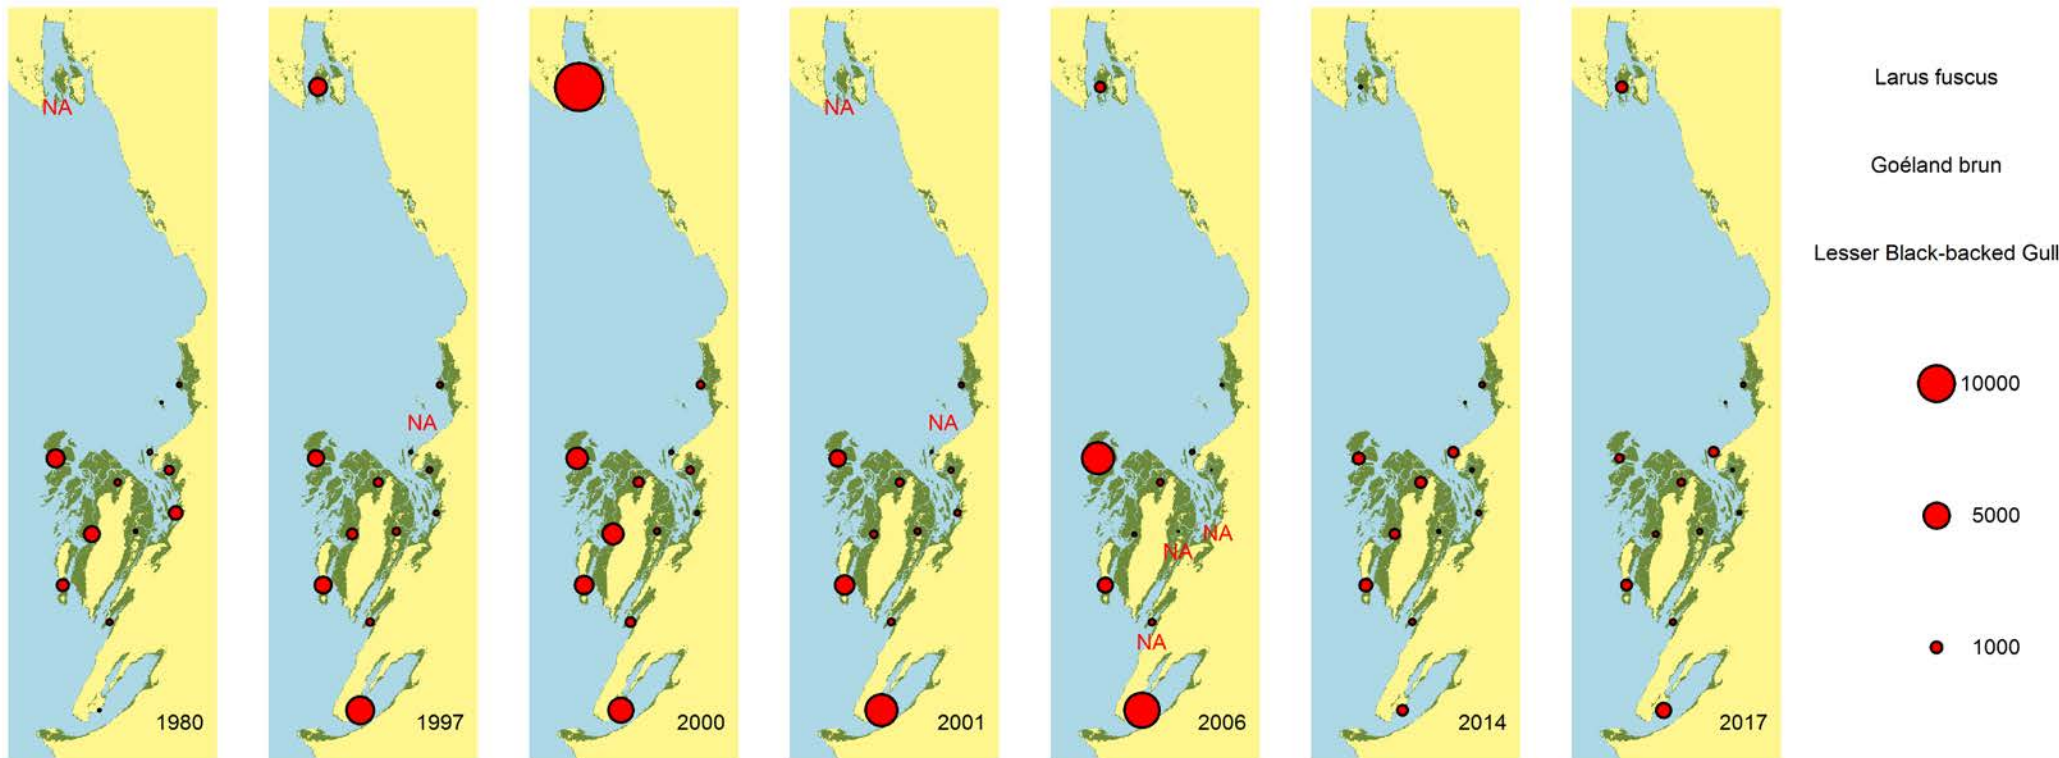 NA
1980
NA
1997
2000
NA
NA
2001
NA
NA
NA
2006
2014
2017
Larus fuscus
Goéland brun
Lesser Black-backed Gull
10000
5000
1000